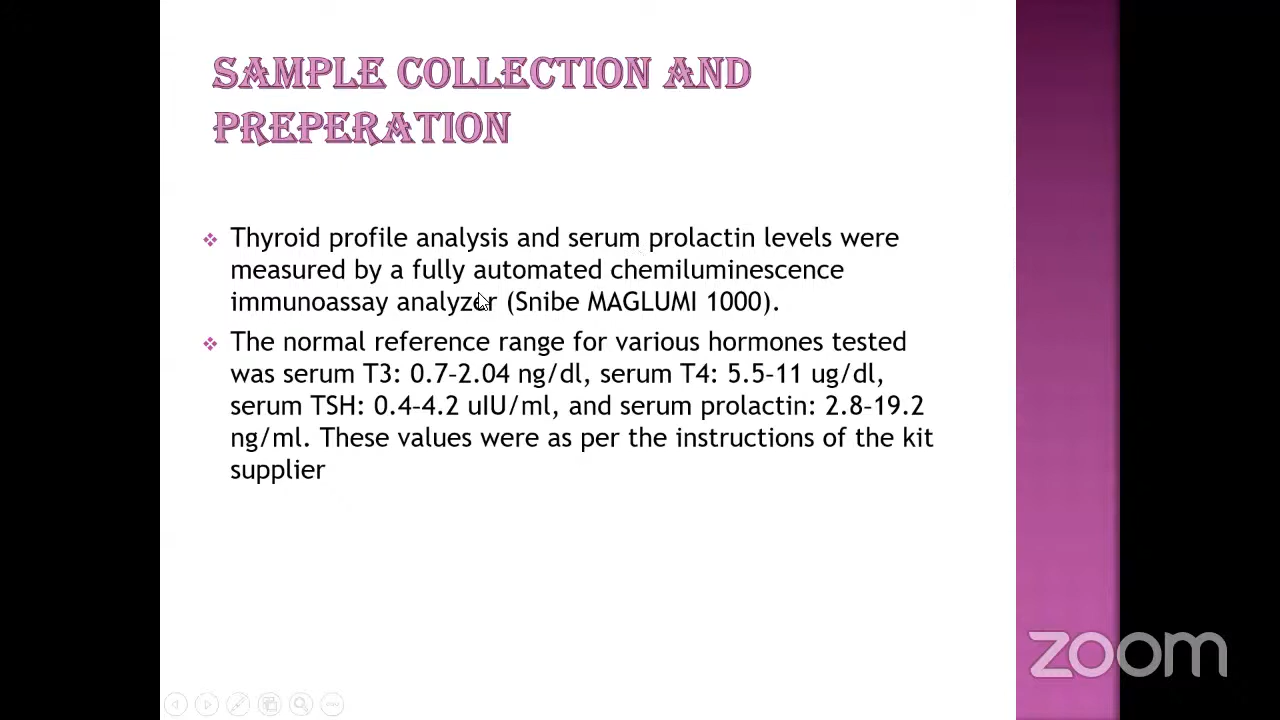 SAMPLE COLLECTION AND
PREPERATION
Thyroid profile analysis and serum prolactin levels were
measured by a fully automated chemiluminescence
immunoassay analyzer (Snibe MAGLUMI 1000).
The normal reference range for various hormones tested
was serum T3: 0.7–2.04 ng/dl, serum T4: 5.5–11 ug/dl,
serum TSH: 0.4–4.2 uIU/ml, and serum prolactin: 2.8–19.2
ng/ml. These values were as per the instructions of the kit
supplier
zoom